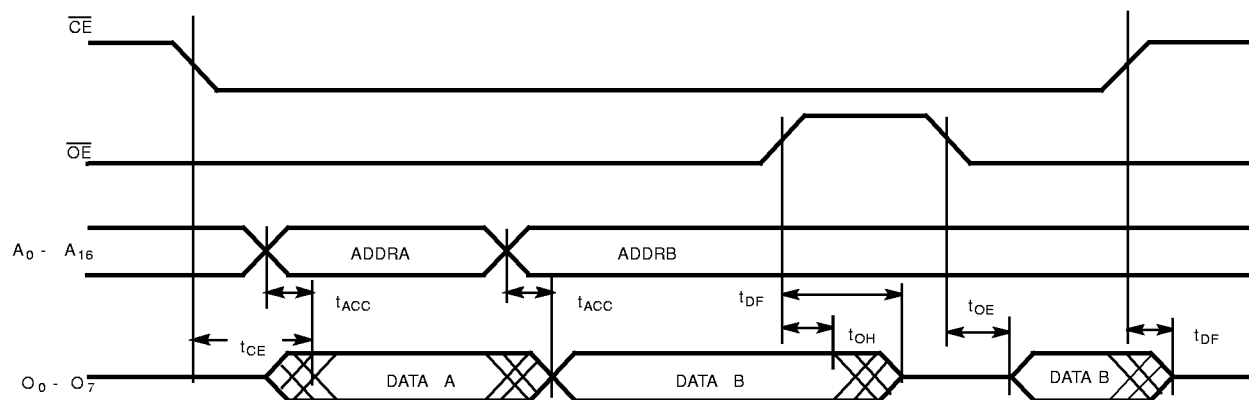 CE
OE
A0 - A16
ADDRA
ADDRB
tACC
tACC
tDF
tOE
tCE
tOH
tDF
O0 - O7
DATA A
DATA B
DATA B